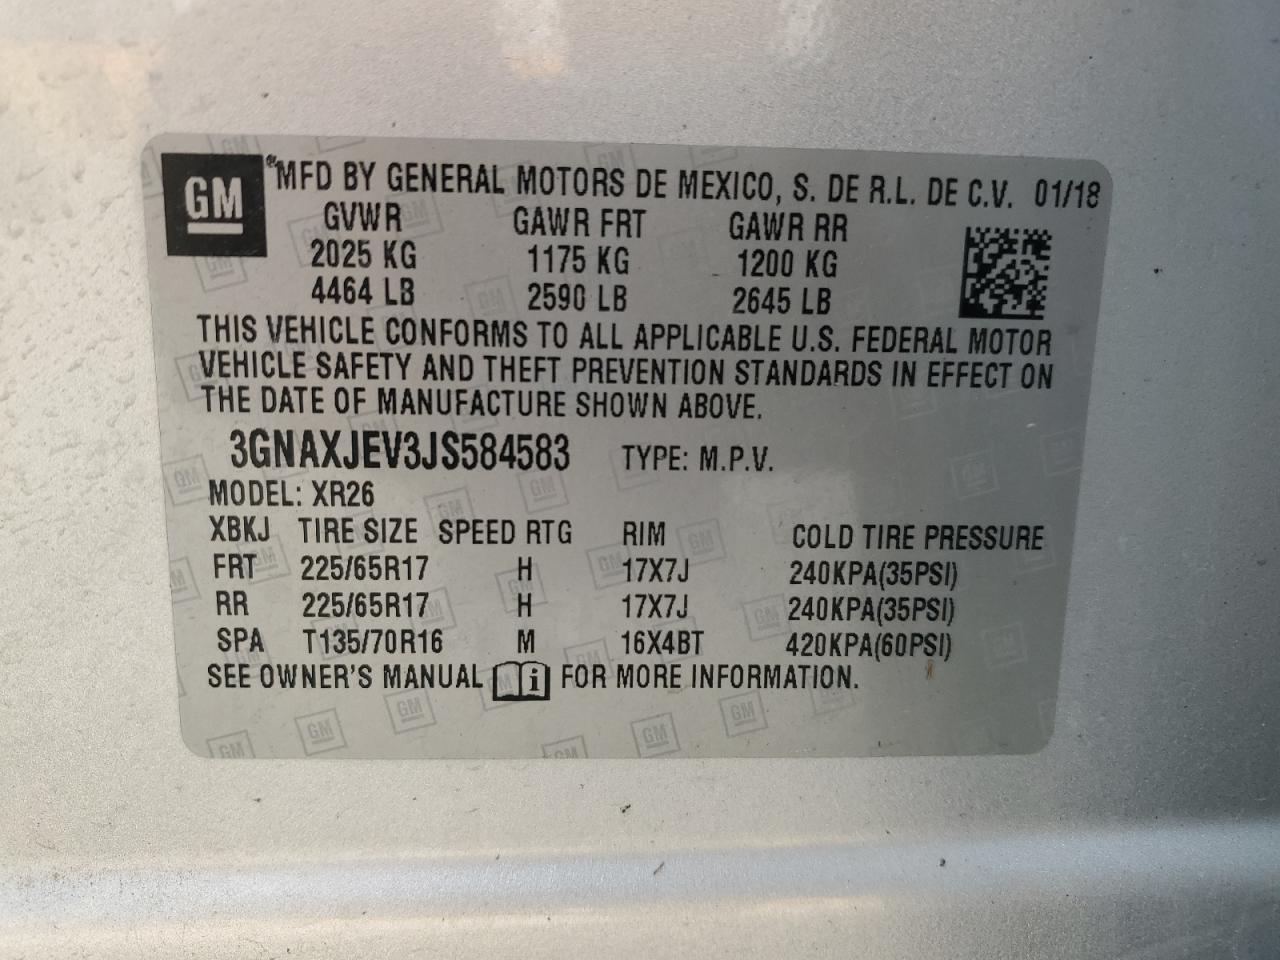 GM
MFD BY GENERAL MOTORS DE MEXICO, S. DE R.L. DE C.V. 01/18
GVWR GAWR FRT GAWR RR
2025 KG 1175 KG 1200 KG
4464 LB 2590 LB 2645 LB
THIS VEHICLE CONFORMS TO ALL APPLICABLE U.S. FEDERAL MOTOR
VEHICLE SAFETY AND THEFT PREVENTION STANDARDS IN EFFECT ON
THE DATE OF MANUFACTURE SHOWN ABOVE.
3GNAXJEV3JS584583 TYPE: M.P.V.
MODEL: XR26
XBKJ TIRE SIZE SPEED RTG RIM COLD TIRE PRESSURE
FRT 225/65R17 H 17X7J 240KPA(35PSI)
RR 225/65R17 H 17X7J 240KPA(35PSI)
SPA T135/70R16 M 16X4BT 420KPA(60PSI)
SEE OWNER'S MANUAL i FOR MORE INFORMATION.